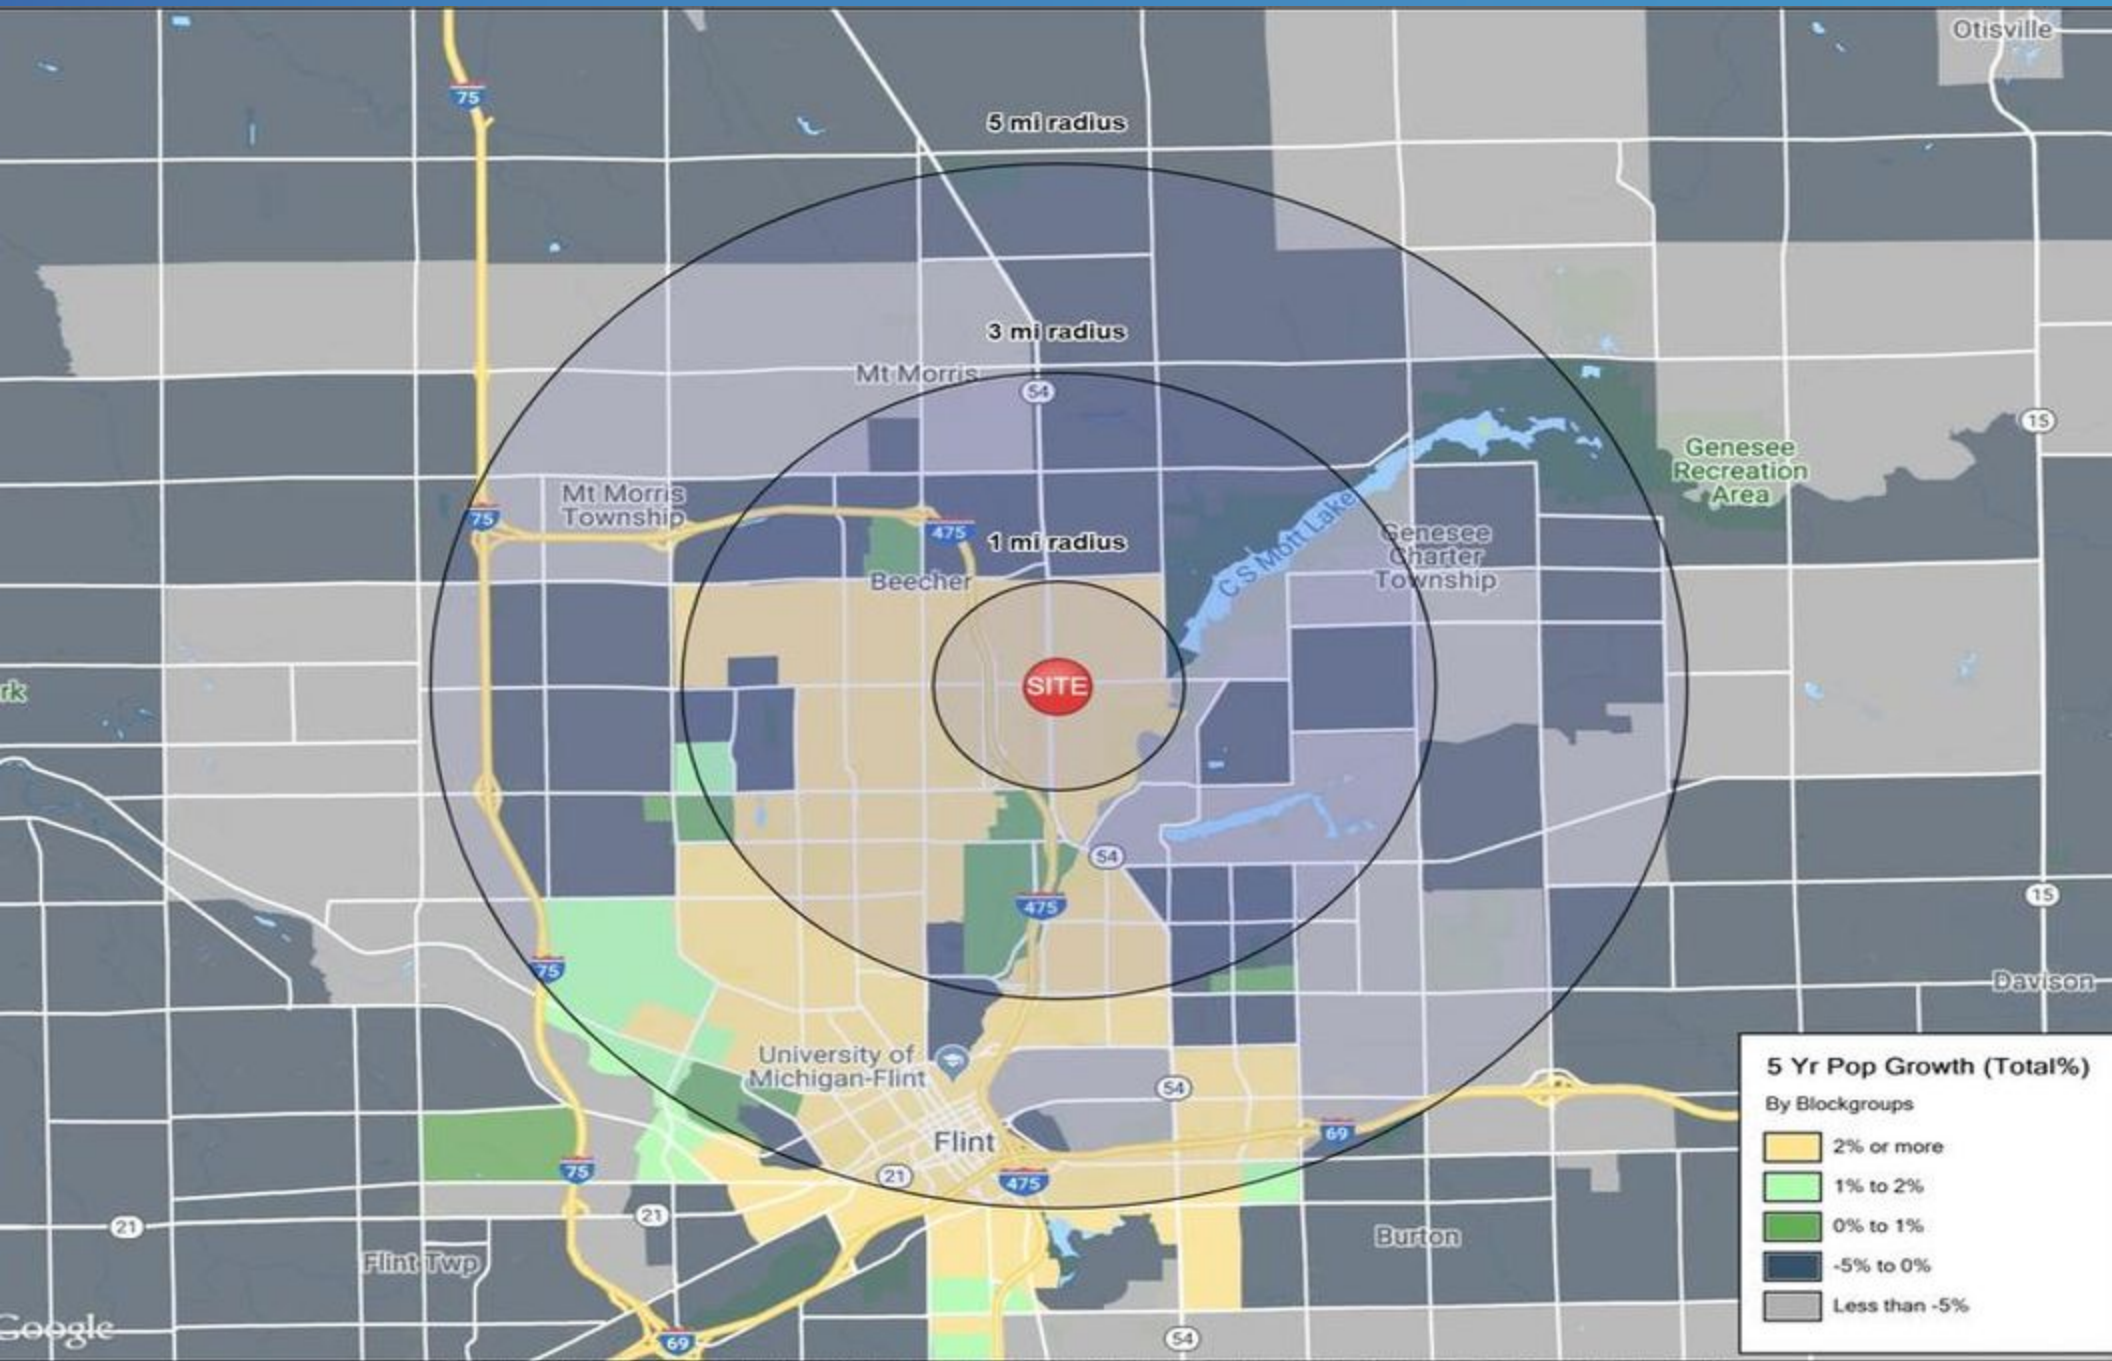 Otisville
75
5 mi radius
3 mi radius
Mt Morris
54
15
Genesee
Recreation
Area
Mt Morris
Township
75
475
1 mi radius
C S Mott Lake
Genesee
Charter
Township
Beecher
rk
SITE
54
475
15
75
Davison
University of
Michigan-Flint
54
Flint
69
75
21
475
21
21
Burton
Flint Twp
Google
69
54
5 Yr Pop Growth (Total%)
By Blockgroups
2% or more
1% to 2%
0% to 1%
-5% to 0%
Less than -5%